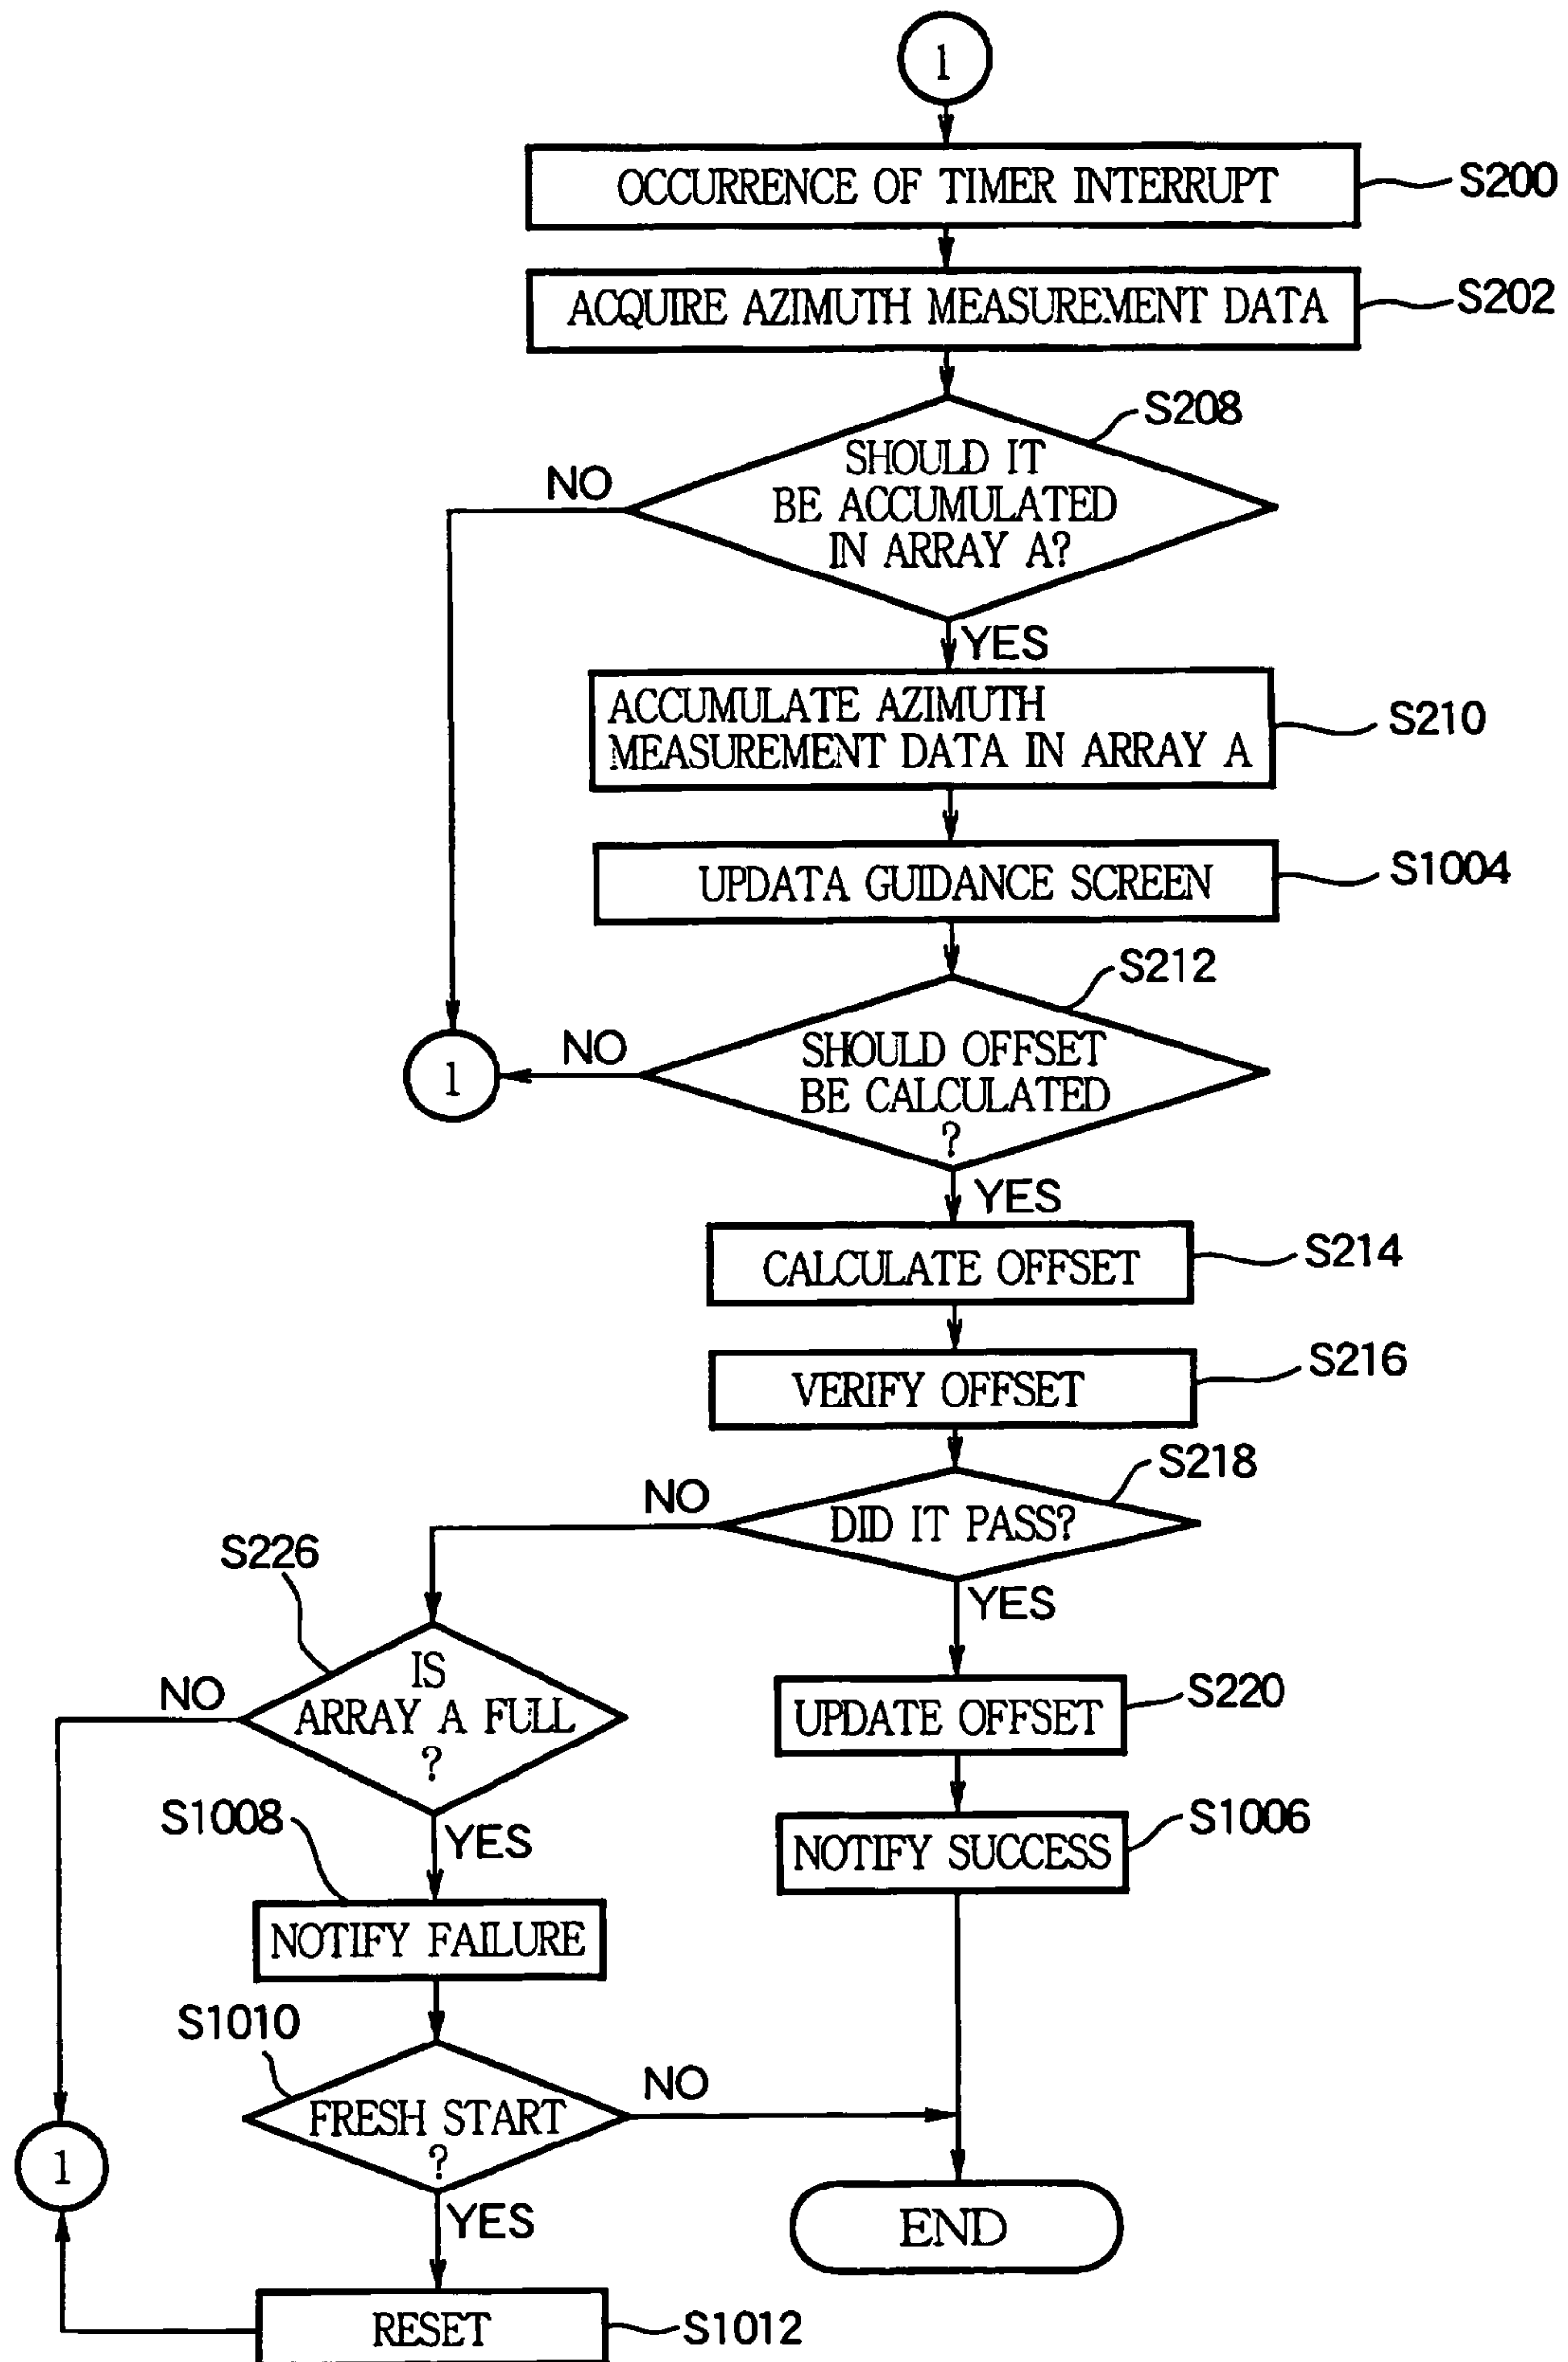 1
OCCURRENCE OF TIMER INTERRUPT
S200
ACQUIRE AZIMUTH MEASUREMENT DATA
S202
S208
SHOULD IT
BE ACCUMULATED
IN ARRAY A?
NO
YES
ACCUMULATE AZIMUTH
MEASUREMENT DATA IN ARRAY A
S210
UPDATA GUIDANCE SCREEN
S1004
S212
SHOULD OFFSET
BE CALCULATED
?
NO
1
YES
CALCULATE OFFSET
S214
VERIFY OFFSET
S216
S218
DID IT PASS?
NO
YES
S226
IS
ARRAY A FULL
?
NO
YES
UPDATE OFFSET
S220
NOTIFY SUCCESS
S1006
S1008
NOTIFY FAILURE
S1010
FRESH START
?
NO
YES
1
END
RESET
S1012